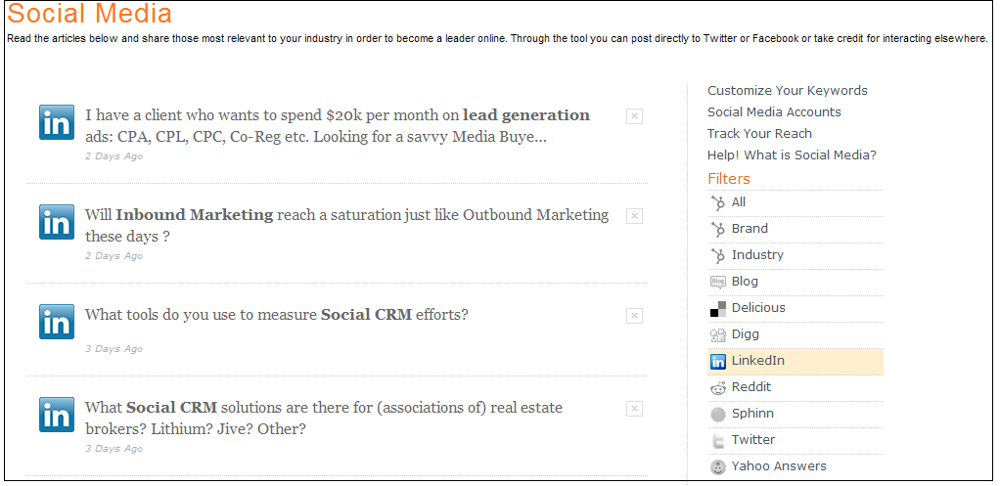 Social Media
Read the articles below and share those most relevant to your industry in order to become a leader online. Through the tool you can post directly to Twitter or Facebook or take credit for interacting elsewhere.
in
I have a client who wants to spend $20k per month on lead generation
ads: CPA, CPL, CPC, Co-Reg etc. Looking for a savvy Media Buye...
2 Days Ago
in
Will Inbound Marketing reach a saturation just like Outbound Marketing
these days ?
2 Days Ago
in
What tools do you use to measure Social CRM efforts?
3 Days Ago
in
What Social CRM solutions are there for (associations of) real estate
brokers? Lithium? Jive? Other?
3 Days Ago
Customize Your Keywords
Social Media Accounts
Track Your Reach
Help! What is Social Media?
Filters
All
Brand
Industry
Blog Blog
Delicious
Digg
in LinkedIn
Reddit
Sphinn
t Twitter
Yahoo Answers